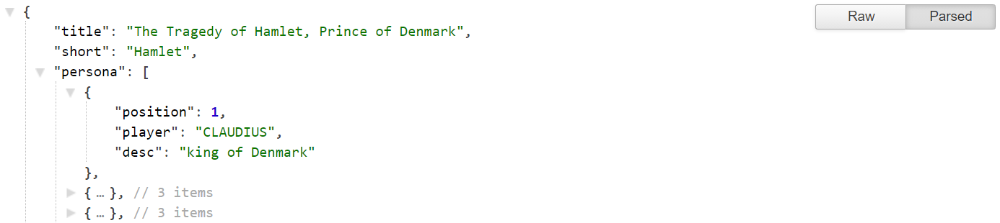 {
Raw Parsed
"title": "The Tragedy of Hamlet, Prince of Denmark",
"short": "Hamlet",
"persona": [
{
"position": 1,
"player": "CLAUDIUS",
"desc": "king of Denmark"
},
{ … }, // 3 items
{ … }, // 3 items